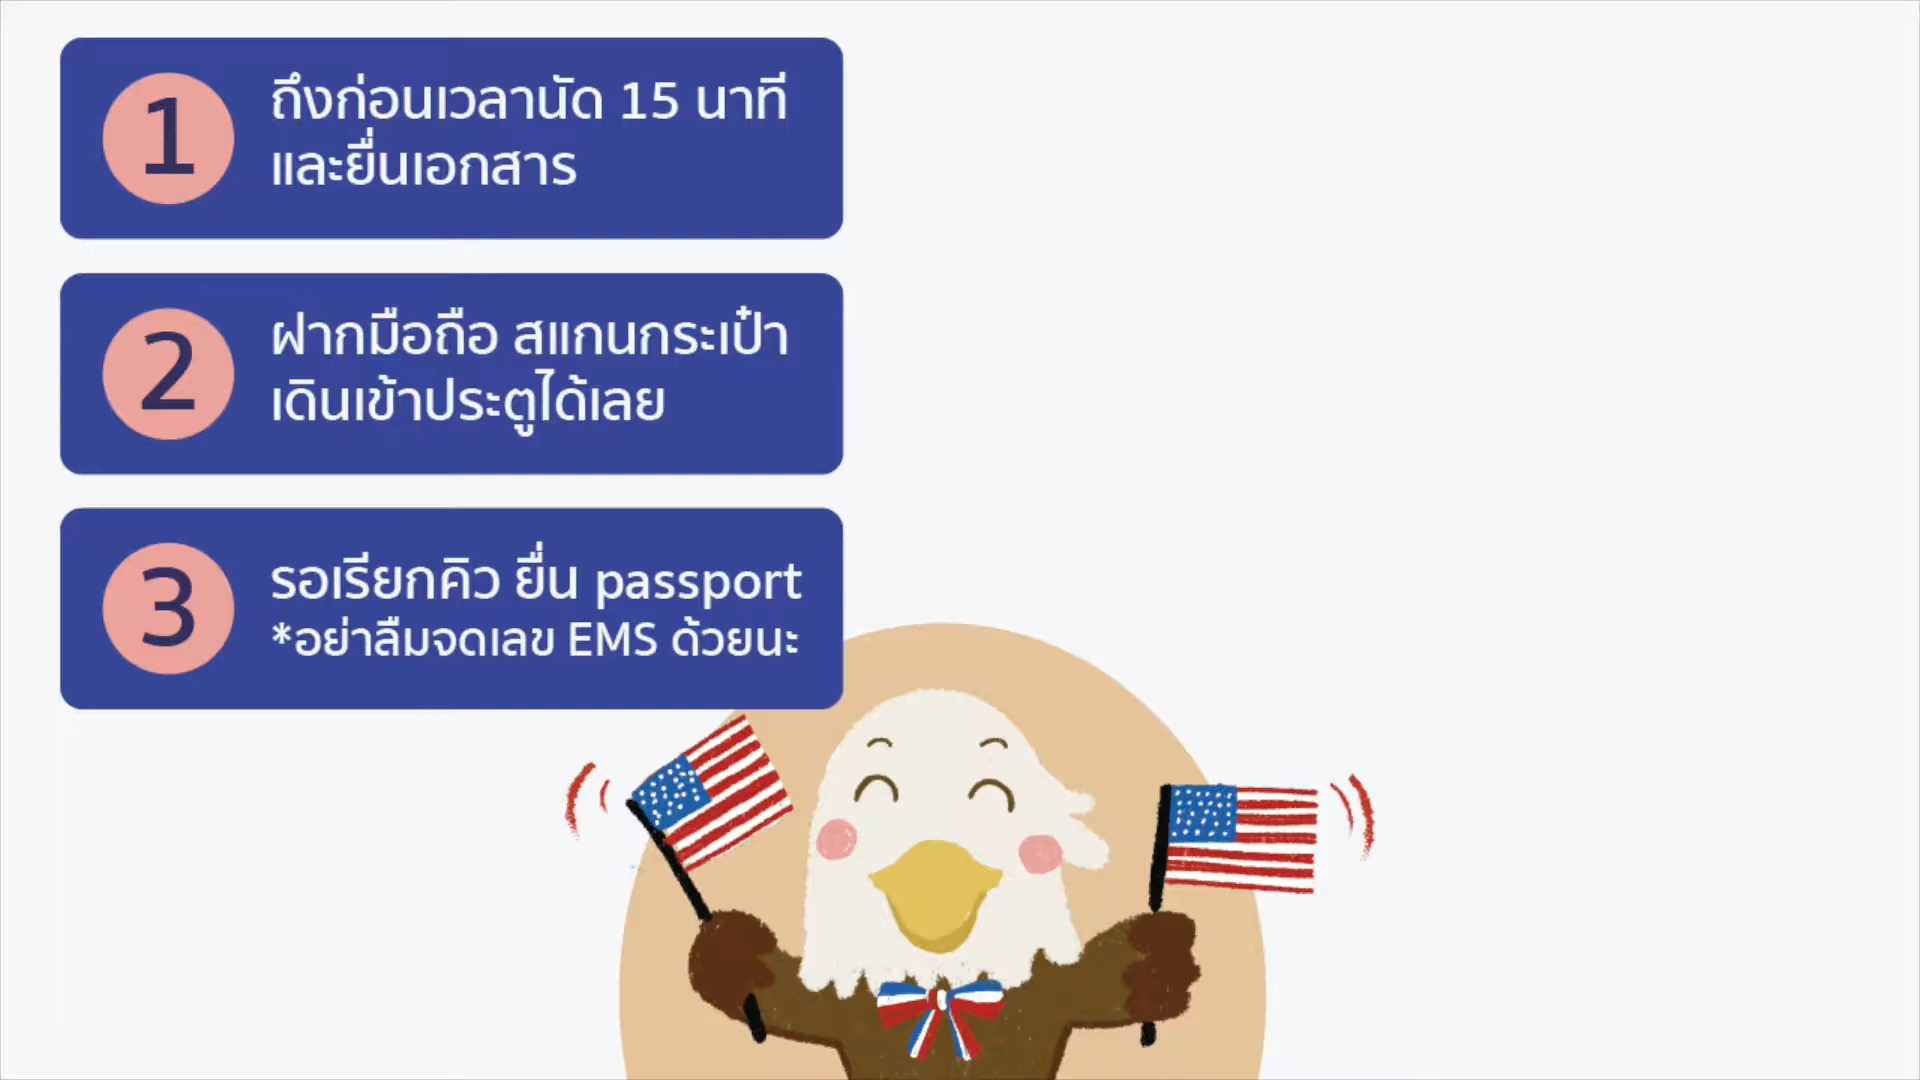 1
ถึงก่อนเวลานัด 15 นาที
และยื่นเอกสาร
2
ฝากมือถือ สแกนกระเป๋า
เดินเข้าประตูได้เลย
3
รอเรียกคิว ยื่น passport
*อย่าลืมจดเลข EMS ด้วยนะ